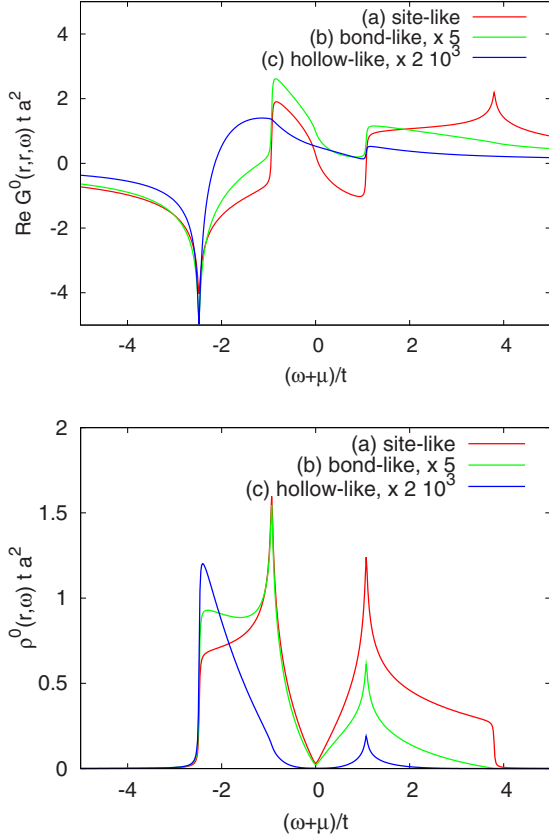 (a) site-like
(b) bond-like, x 5
(c) hollow-like, x 2 10³
Re G⁰(r,r,ω) t a²
4
2
0
-2
-4
-4 -2 0 2 4
(ω+μ)/t
(a) site-like
(b) bond-like, x 5
(c) hollow-like, x 2 10³
ρ⁰(r,ω) t a²
2
1.5
1
0.5
0
-4 -2 0 2 4
(ω+μ)/t